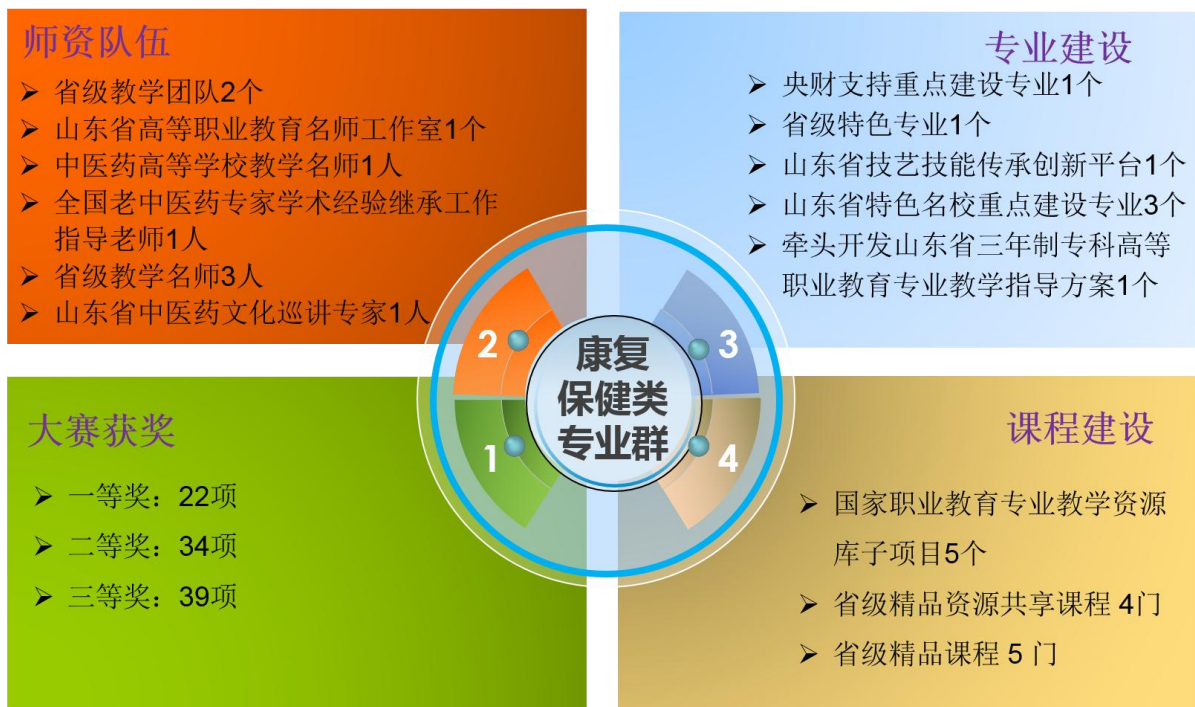 师资队伍
➢ 省级教学团队2个
➢ 山东省高等职业教育名师工作室1个
➢ 中医药高等学校教学名师1人
➢ 全国老中医药专家学术经验继承工作
指导老师1人
➢ 省级教学名师3人
➢ 山东省中医药文化巡讲专家1人
专业建设
➢ 央财支持重点建设专业1个
➢ 省级特色专业1个
➢ 山东省技艺技能传承创新平台1个
➢ 山东省特色名校重点建设专业3个
➢ 牵头开发山东省三年制专科高等
职业教育专业教学指导方案1个
2
3
康复
保健类
专业群
1
4
大赛获奖
➢ 一等奖：22项
➢ 二等奖：34项
➢ 三等奖：39项
课程建设
➢ 国家职业教育专业教学资源
库子项目5个
➢ 省级精品资源共享课程 4门
➢ 省级精品课程 5 门